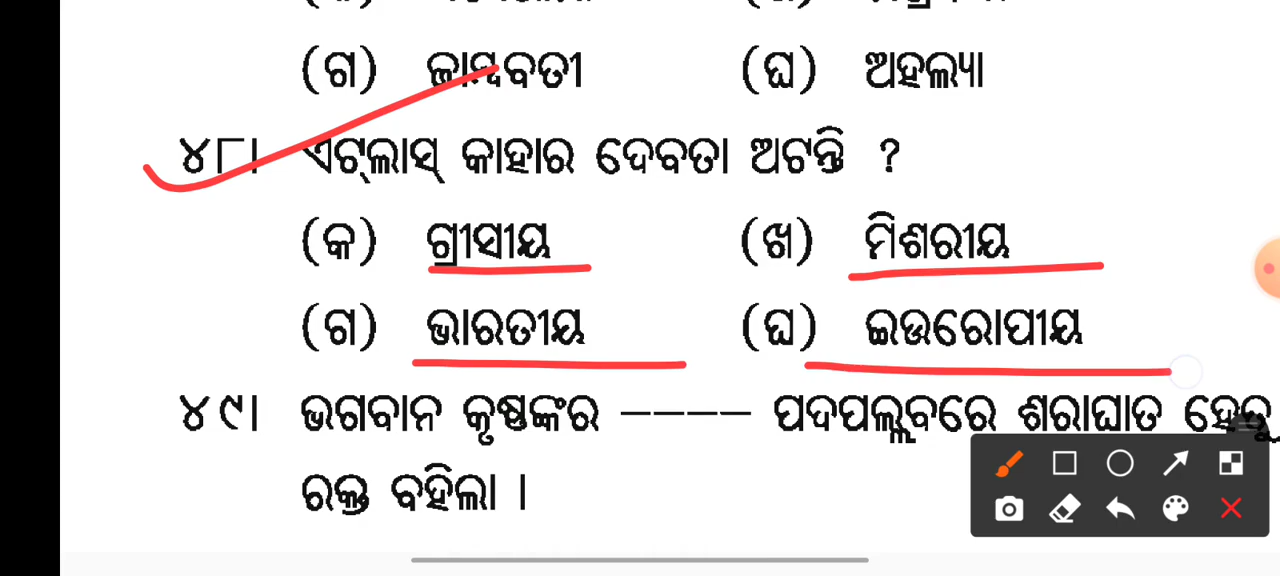 (ଗ) ଜାମ୍ବବତୀ (ଘ) ଅହଲ୍ୟା
୪୮। ଏଟ୍‌ଲାସ୍ କାହାର ଦେବତା ଅଟନ୍ତି ?
(କ) ଗ୍ରୀସୀୟ (ଖ) ମିଶରୀୟ
(ଗ) ଭାରତୀୟ (ଘ) ଇଉରୋପୀୟ
୪୯। ଭଗବାନ କୃଷ୍ଣଙ୍କର –––– ପଦପଲ୍ଲବରେ ଶରାଘାତ ହେତୁ
ରକ୍ତ ବହିଲା ।